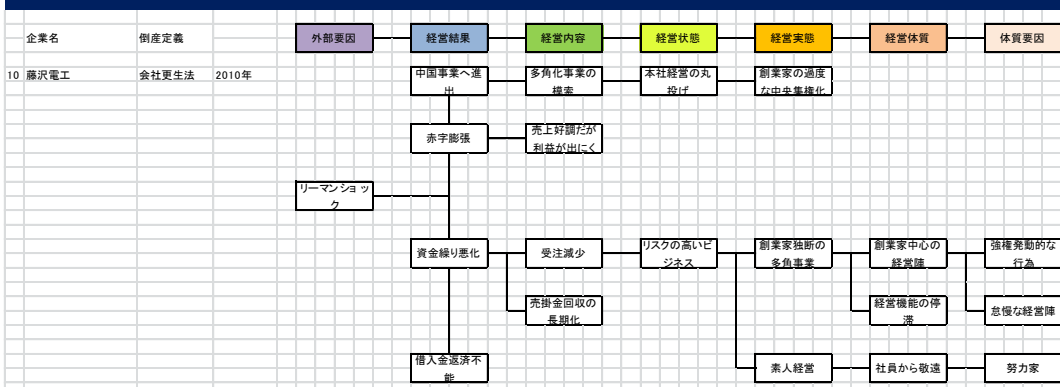 企業名 倒産定義 外部要因 経営結果 経営内容 経営状態 経営実態 経営体質 体質要因
10 藤沢電工 会社更生法 2010年
中国事業へ進
出
多角化事業の
模索
本社経営の丸
投げ
創業家の過度
な中央集権化
赤字膨張
売上好調だが
利益が出にく
リーマンショッ
ク
資金繰り悪化
受注減少
リスクの高いビ
ジネス
創業家独断の
多角事業
創業家中心の
経営陣
強権発動的な
行為
売掛金回収の
長期化
経営機能の停
滞
怠慢な経営陣
借入金返済不
能
素人経営
社員から敬遠
努力家